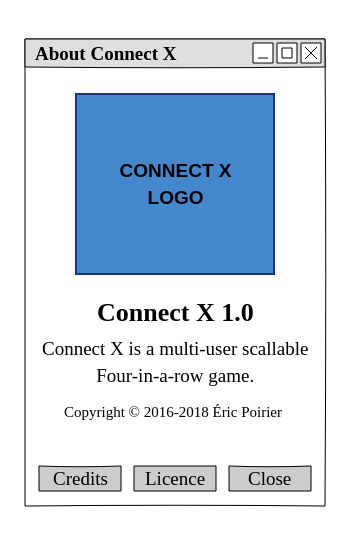 About Connect X
CONNECT X
LOGO
Connect X 1.0
Connect X is a multi-user scallable
Four-in-a-row game.
Copyright © 2016-2018 Éric Poirier
Credits Licence Close